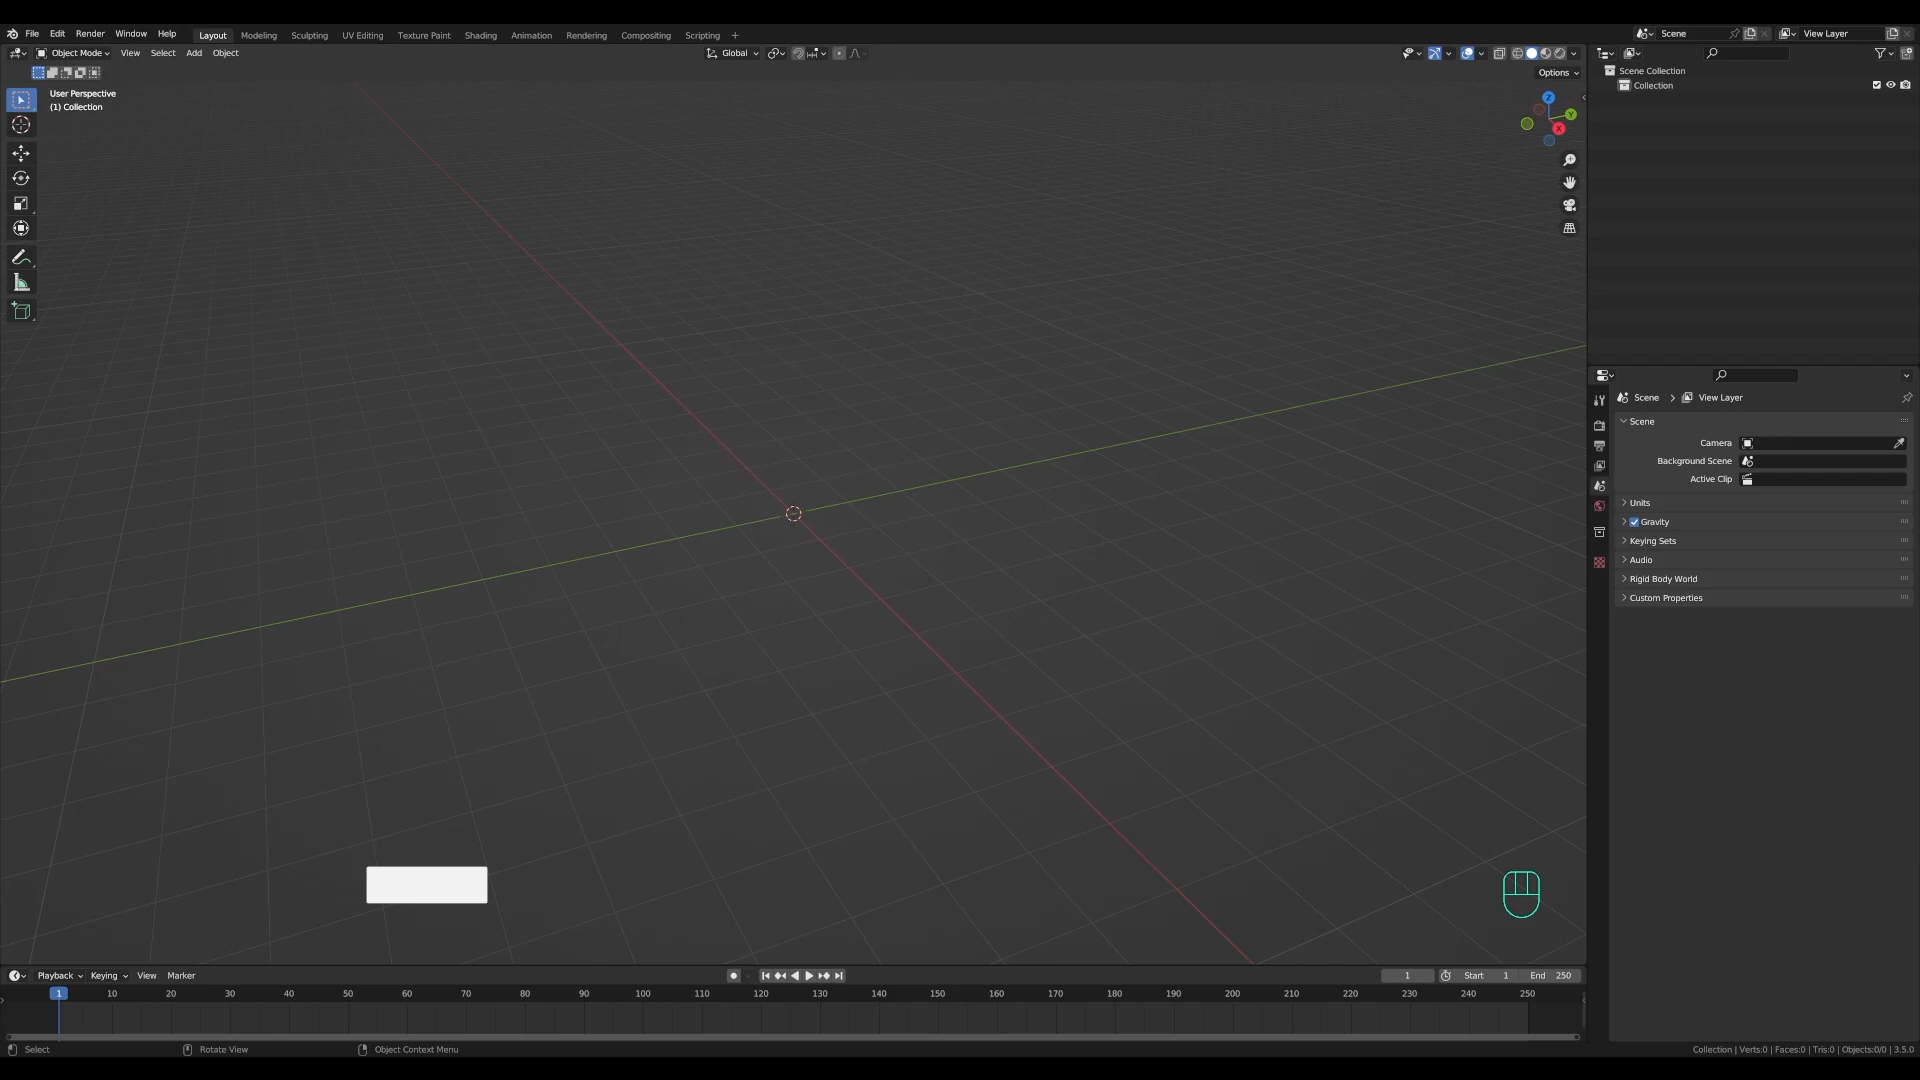 File Edit Render Window Help Layout Modeling Sculpting UV Editing Texture Paint Shading Animation Rendering Compositing Scripting + Scene View Layer
Object Mode View Select Add Object Global
Options
User Perspective
(1) Collection
Z
Y
X
Scene Collection
Collection
Scene > View Layer
Scene
Camera
Background Scene
Active Clip
Units
Gravity
Keying Sets
Audio
Rigid Body World
Custom Properties
Playback Keying View Marker 1 Start 1 End 250
1 10 20 30 40 50 60 70 80 90 100 110 120 130 140 150 160 170 180 190 200 210 220 230 240 250
Select Rotate View Object Context Menu Collection | Verts:0 | Faces:0 | Tris:0 | Objects:0/0 | 3.5.0